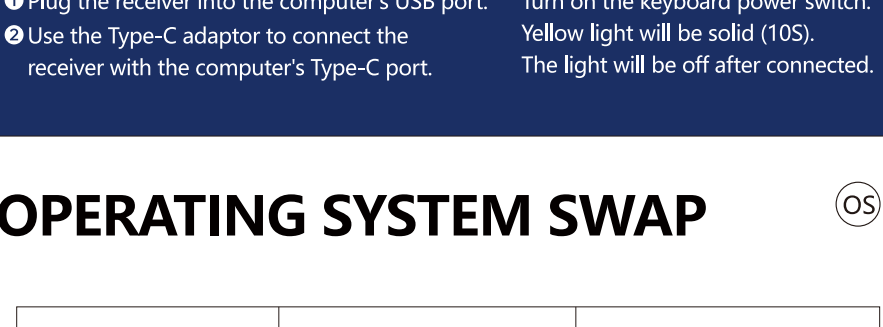 ❶ Plug the receiver into the computer's USB port.
❷ Use the Type-C adaptor to connect the
receiver with the computer's Type-C port.
Turn on the keyboard power switch.
Yellow light will be solid (10S).
The light will be off after connected.
OPERATING SYSTEM SWAP
OS